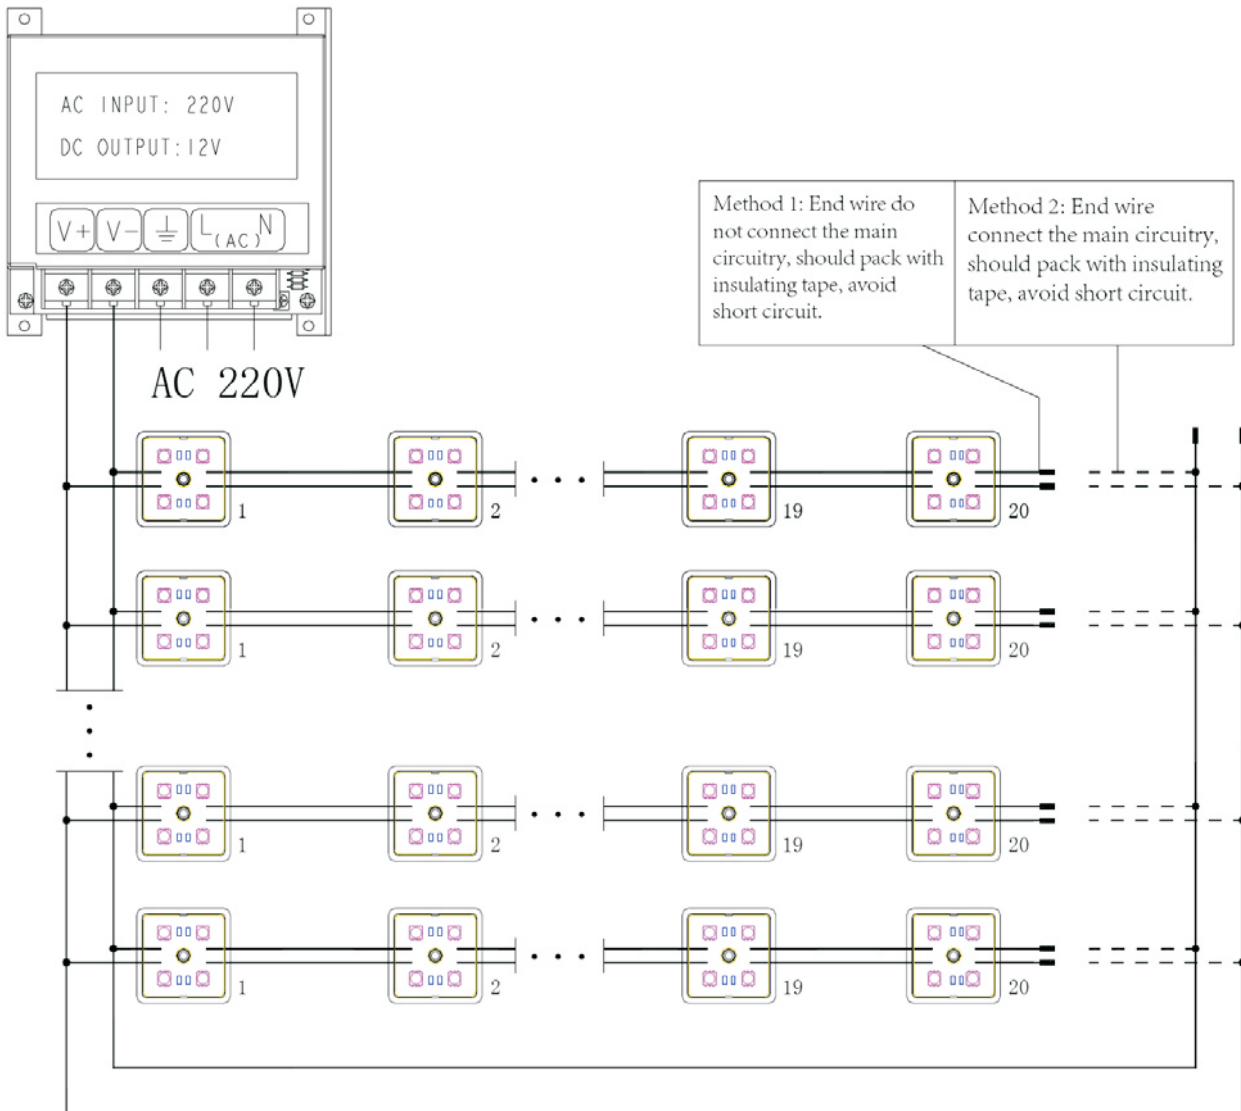 AC INPUT: 220V
DC OUTPUT:12V
V+ V- L (AC) N
AC 220V
Method 1: End wire do
not connect the main
circuitry, should pack with
insulating tape, avoid
short circuit.
Method 2: End wire
connect the main circuitry,
should pack with insulating
tape, avoid short circuit.
1 2 19 20
1 2 19 20
1 2 19 20
1 2 19 20